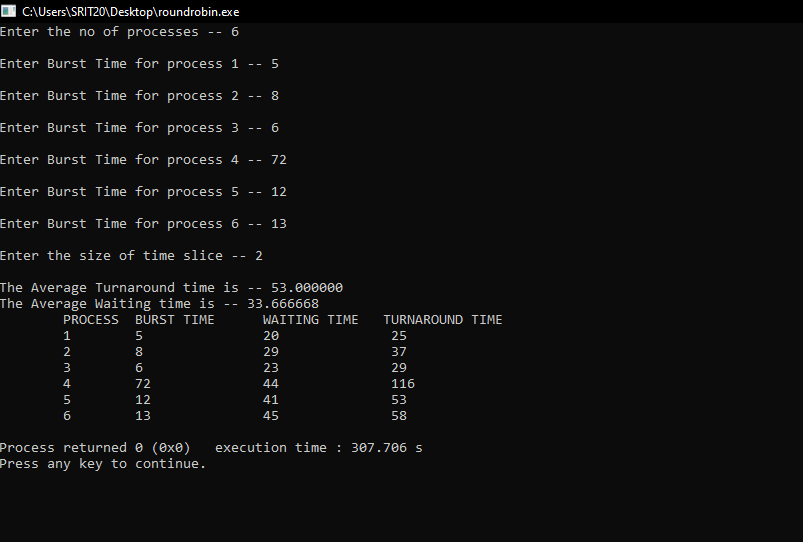 C:\Users\SRIT20\Desktop\roundrobin.exe
Enter the no of processes -- 6
Enter Burst Time for process 1 -- 5
Enter Burst Time for process 2 -- 8
Enter Burst Time for process 3 -- 6
Enter Burst Time for process 4 -- 72
Enter Burst Time for process 5 -- 12
Enter Burst Time for process 6 -- 13
Enter the size of time slice -- 2
The Average Turnaround time is -- 53.000000
The Average Waiting time is -- 33.666668
PROCESS BURST TIME WAITING TIME TURNAROUND TIME
1 5 20 25
2 8 29 37
3 6 23 29
4 72 44 116
5 12 41 53
6 13 45 58
Process returned 0 (0x0) execution time : 307.706 s
Press any key to continue.